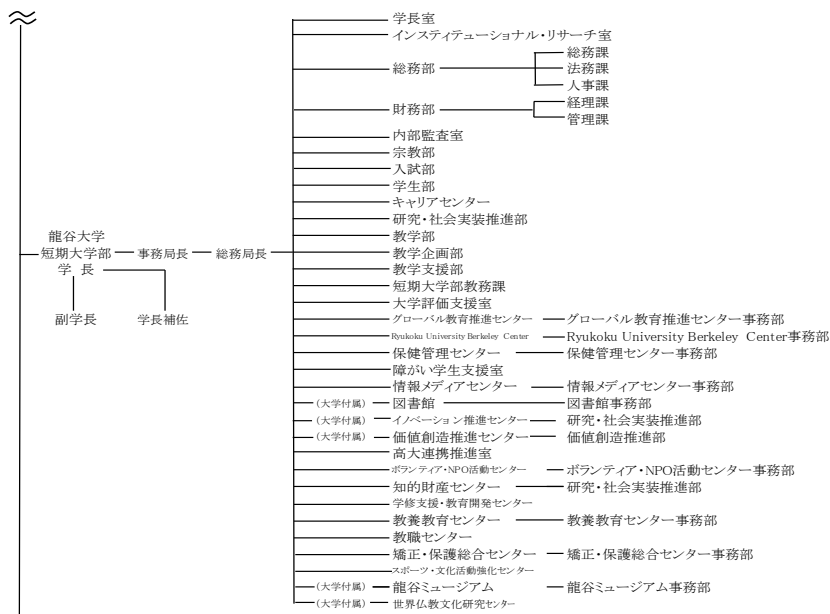 学長室
インスティテューショナル・リサーチ室
総務部
総務課
法務課
人事課
財務部
経理課
管理課
内部監査室
宗教部
入試部
学生部
キャリアセンター
研究・社会実装推進部
教学部
龍谷大学
短期大学部
学 長
事務局長
総務局長
副学長
学長補佐
教学企画部
教学支援部
短期大学部教務課
大学評価支援室
グローバル教育推進センター グローバル教育推進センター事務部
Ryukoku University Berkeley Center Ryukoku University Berkeley Center事務部
保健管理センター 保健管理センター事務部
障がい学生支援室
情報メディアセンター 情報メディアセンター事務部
(大学付属) 図書館 図書館事務部
(大学付属) イノベーション推進センター 研究・社会実装推進部
(大学付属) 価値創造推進センター 価値創造推進部
高大連携推進室
ボランティア・NPO活動センター ボランティア・NPO活動センター事務部
知的財産センター 研究・社会実装推進部
学修支援・教育開発センター
教養教育センター 教養教育センター事務部
教職センター
矯正・保護総合センター 矯正・保護総合センター事務部
スポーツ・文化活動強化センター
(大学付属) 龍谷ミュージアム 龍谷ミュージアム事務部
(大学付属) 世界仏教文化研究センター